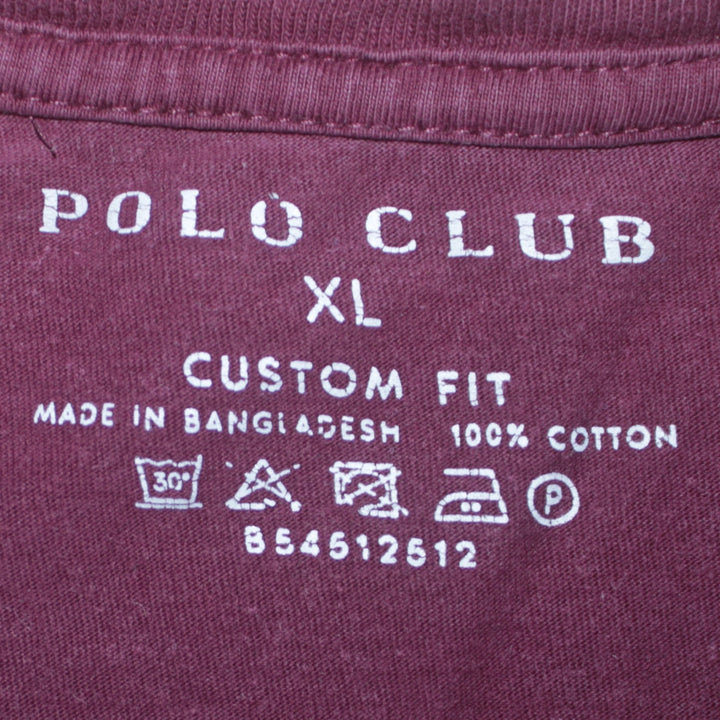 POLO CLUB
XL
CUSTOM FIT
MADE IN BANGLADESH 100% COTTON
30° P
B54512512